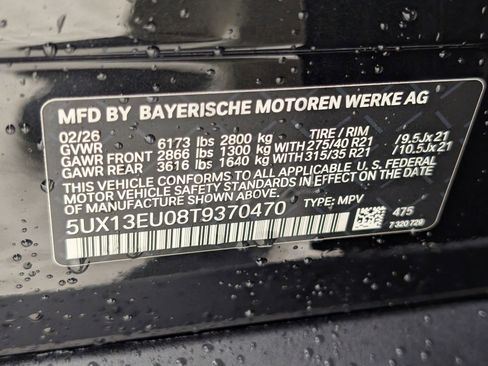 MFD BY BAYERISCHE MOTOREN WERKE AG
02/26 TIRE / RIM
GVWR 6173 lbs 2800 kg
GAWR FRONT 2866 lbs 1300 kg WITH 275/40 R21 / 9.5Jx21
GAWR REAR 3616 lbs 1640 kg WITH 315/35 R21 / 10.5Jx21
THIS VEHICLE CONFORMS TO ALL APPLICABLE U. S. FEDERAL
MOTOR VEHICLE SAFETY STANDARDS IN EFFECT ON THE DATE
OF MANUFACTURE SHOWN ABOVE.
5UX13EU08T9370470 TYPE: MPV 475
7320720